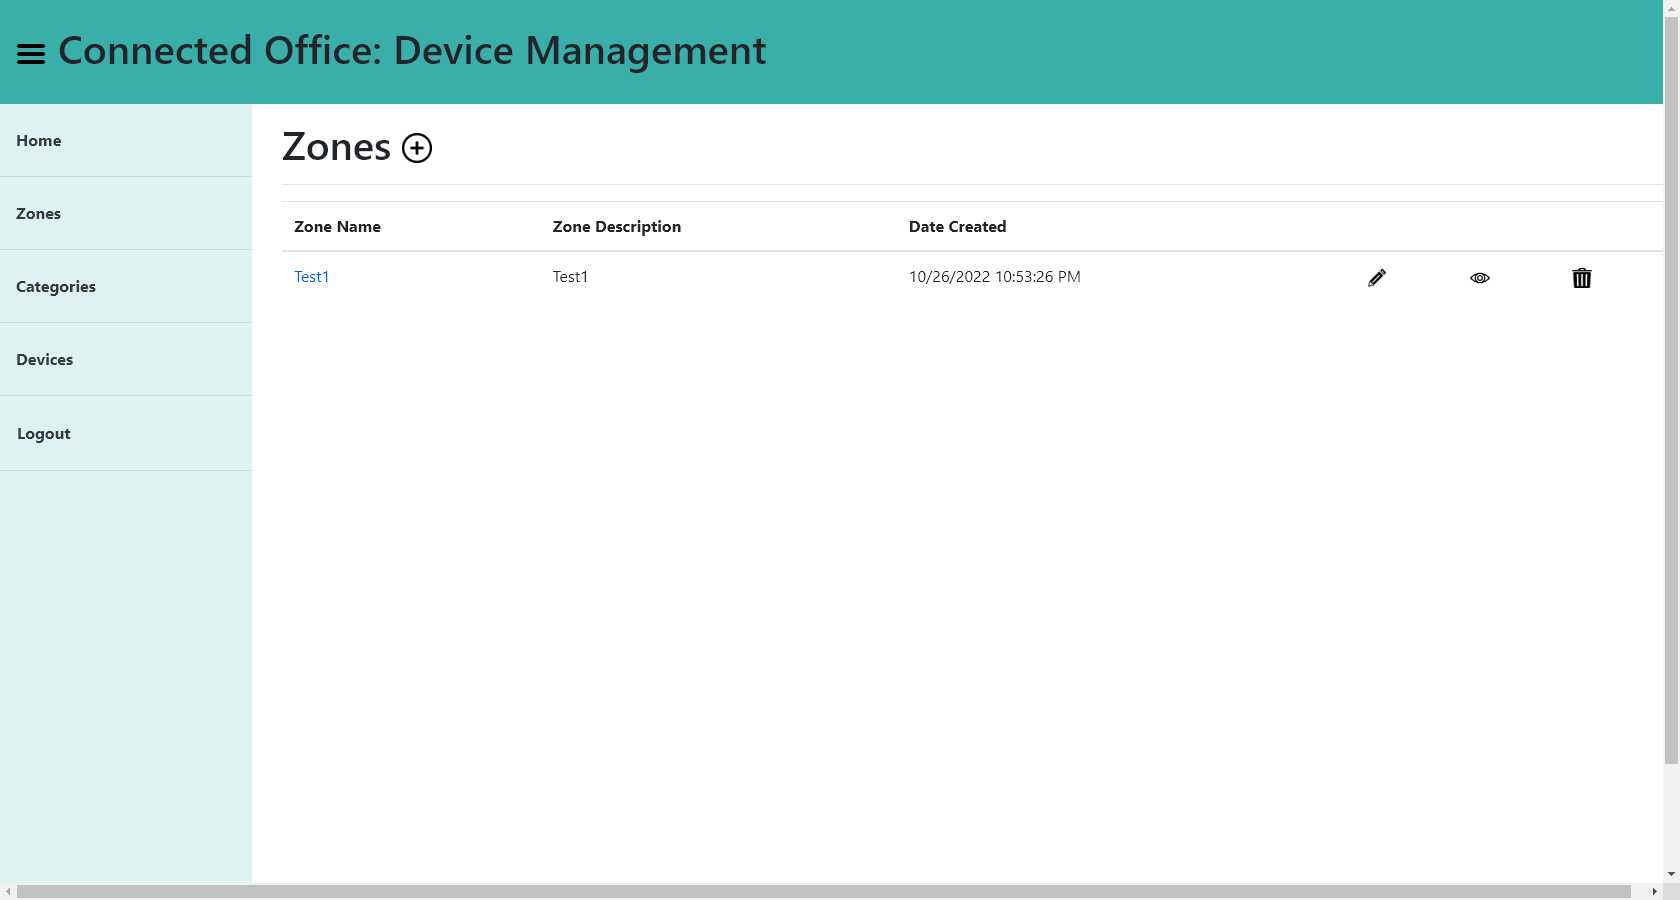 Connected Office: Device Management
Home
Zones
Categories
Devices
Logout
Zones
Zone Name Zone Description Date Created
Test1 Test1 10/26/2022 10:53:26 PM